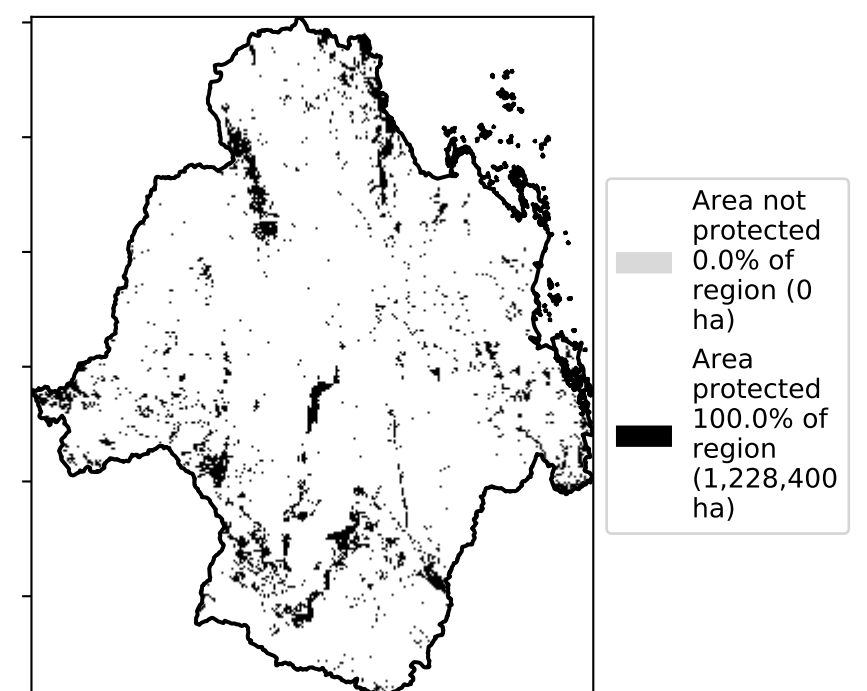 Area not
protected
0.0% of
region (0
ha)
Area
protected
100.0% of
region
(1,228,400
ha)